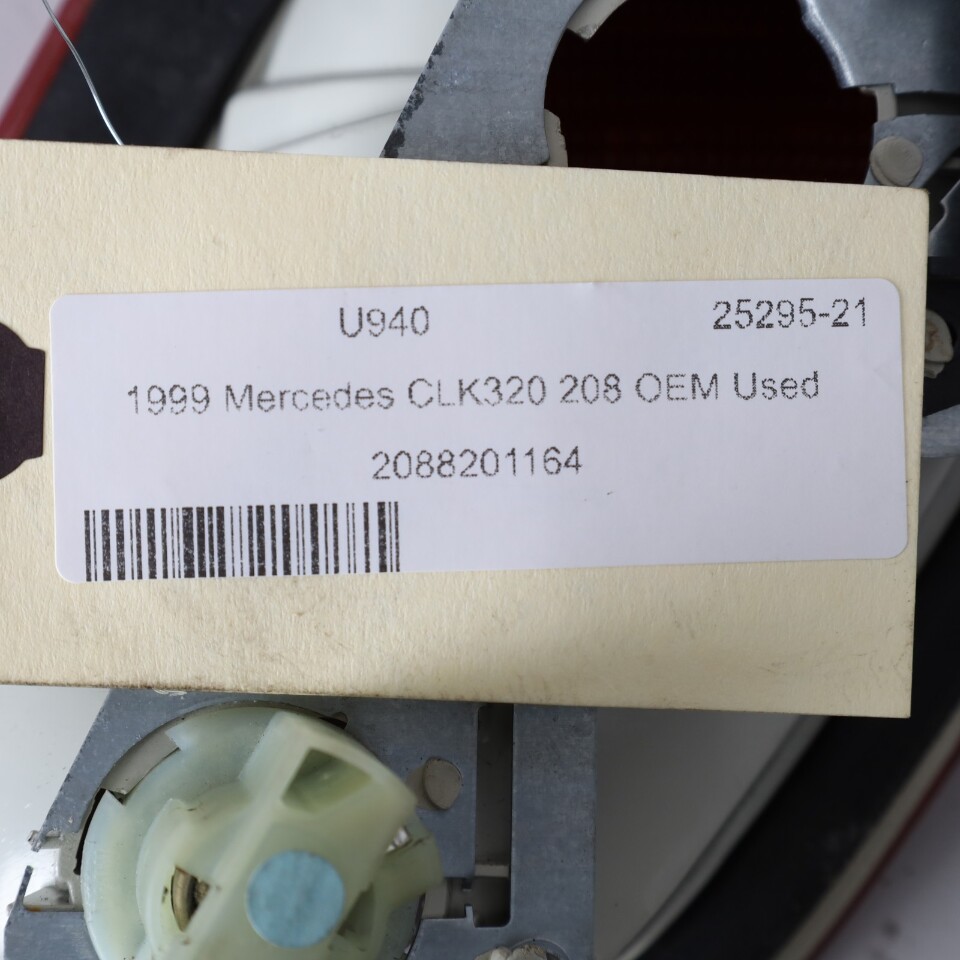 U940 25295-21
1999 Mercedes CLK320 208 OEM Used
2088201164